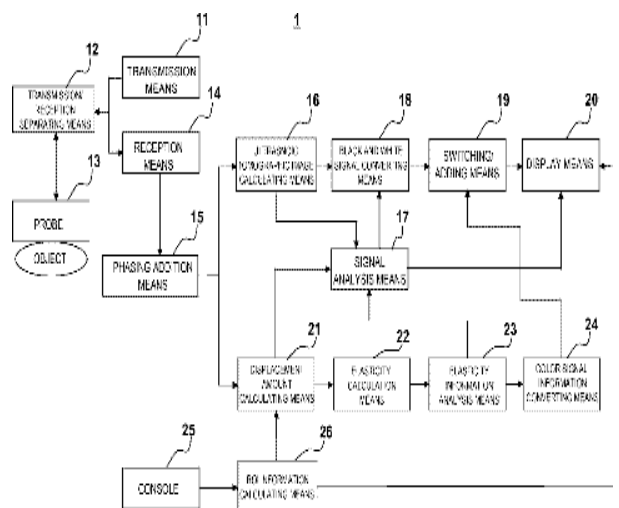 1
11
12
TRANSMISSION
MEANS
TRANSMISSION/
RECEPTION
SEPARATING MEANS
14
RECEPTION
MEANS
13
PROBE
OBJECT
15
PHASING ADDITION
MEANS
16
ULTRASONIC
TOMOGRAPHIC IMAGE
CALCULATING MEANS
18
BLACK AND WHITE
SIGNAL CONVERTING
MEANS
19
SWITCHING/
ADDING MEANS
20
DISPLAY MEANS
17
SIGNAL
ANALYSIS MEANS
21
DISPLACEMENT
AMOUNT
CALCULATING MEANS
22
ELASTICITY
CALCULATION
MEANS
23
ELASTICITY
INFORMATION
ANALYSIS MEANS
24
COLOR SIGNAL
INFORMATION
CONVERTING MEANS
25
CONSOLE
26
ROI INFORMATION
CALCULATING MEANS